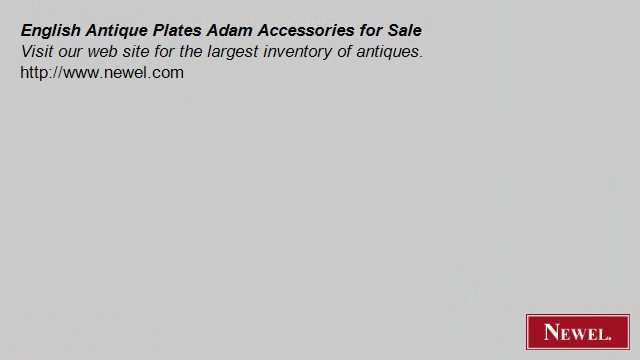 English Antique Plates Adam Accessories for Sale
Visit our web site for the largest inventory of antiques.
http://www.newel.com
NEWEL.